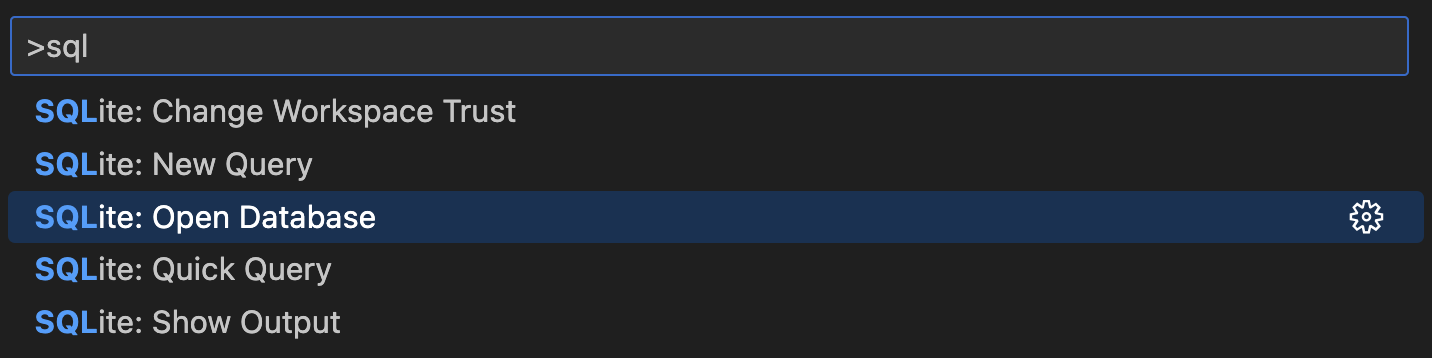 >sql
SQLite: Change Workspace Trust
SQLite: New Query
SQLite: Open Database
SQLite: Quick Query
SQLite: Show Output